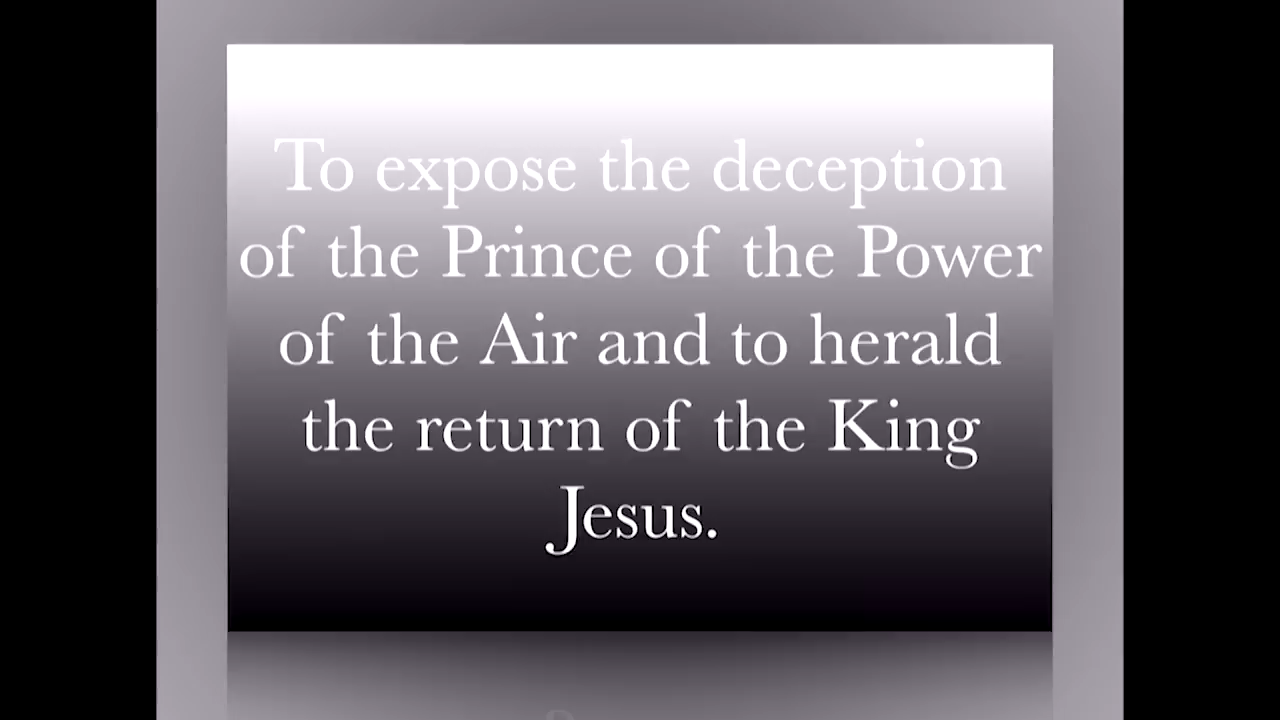 To expose the deception
of the Prince of the Power
of the Air and to herald
the return of the King
Jesus.